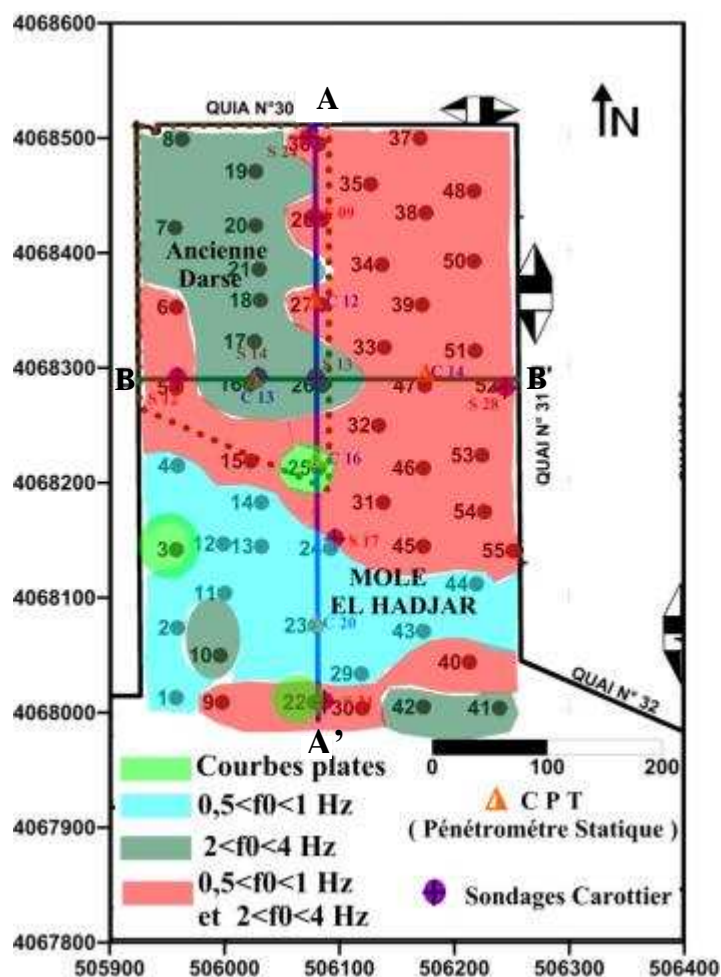 4068600
A
QUIA N°30
N
4068500
8 36 37
S 24
19
35 48
7 20 28 S 09 38
4068400
Ancienne
Darse
21 34 50
18 27 C 12 39
6
17 33 51
S 14 S 13
4068300
B 5 16 26 47 C 14 52 B'
S 12 C 13 S 28
QUAI N° 31
32
4 15 25 C 16 46 53
4068200
14 31 54
S 17
3 12 13 24 45 55
MOLE
EL HADJAR
4068100
11 44
2 23 C 20 43
10
29 40
1 9 22 30 42 41
4068000
QUAI N° 32
A’
Courbes plates
0 100 200
0,5<f0<1 Hz
C P T
( Pénétrométre Statique )
4067900
2<f0<4 Hz
0,5<f0<1 Hz
et 2<f0<4 Hz
Sondages Carottier
4067800
505900 506000 506100 506200 506300 506400